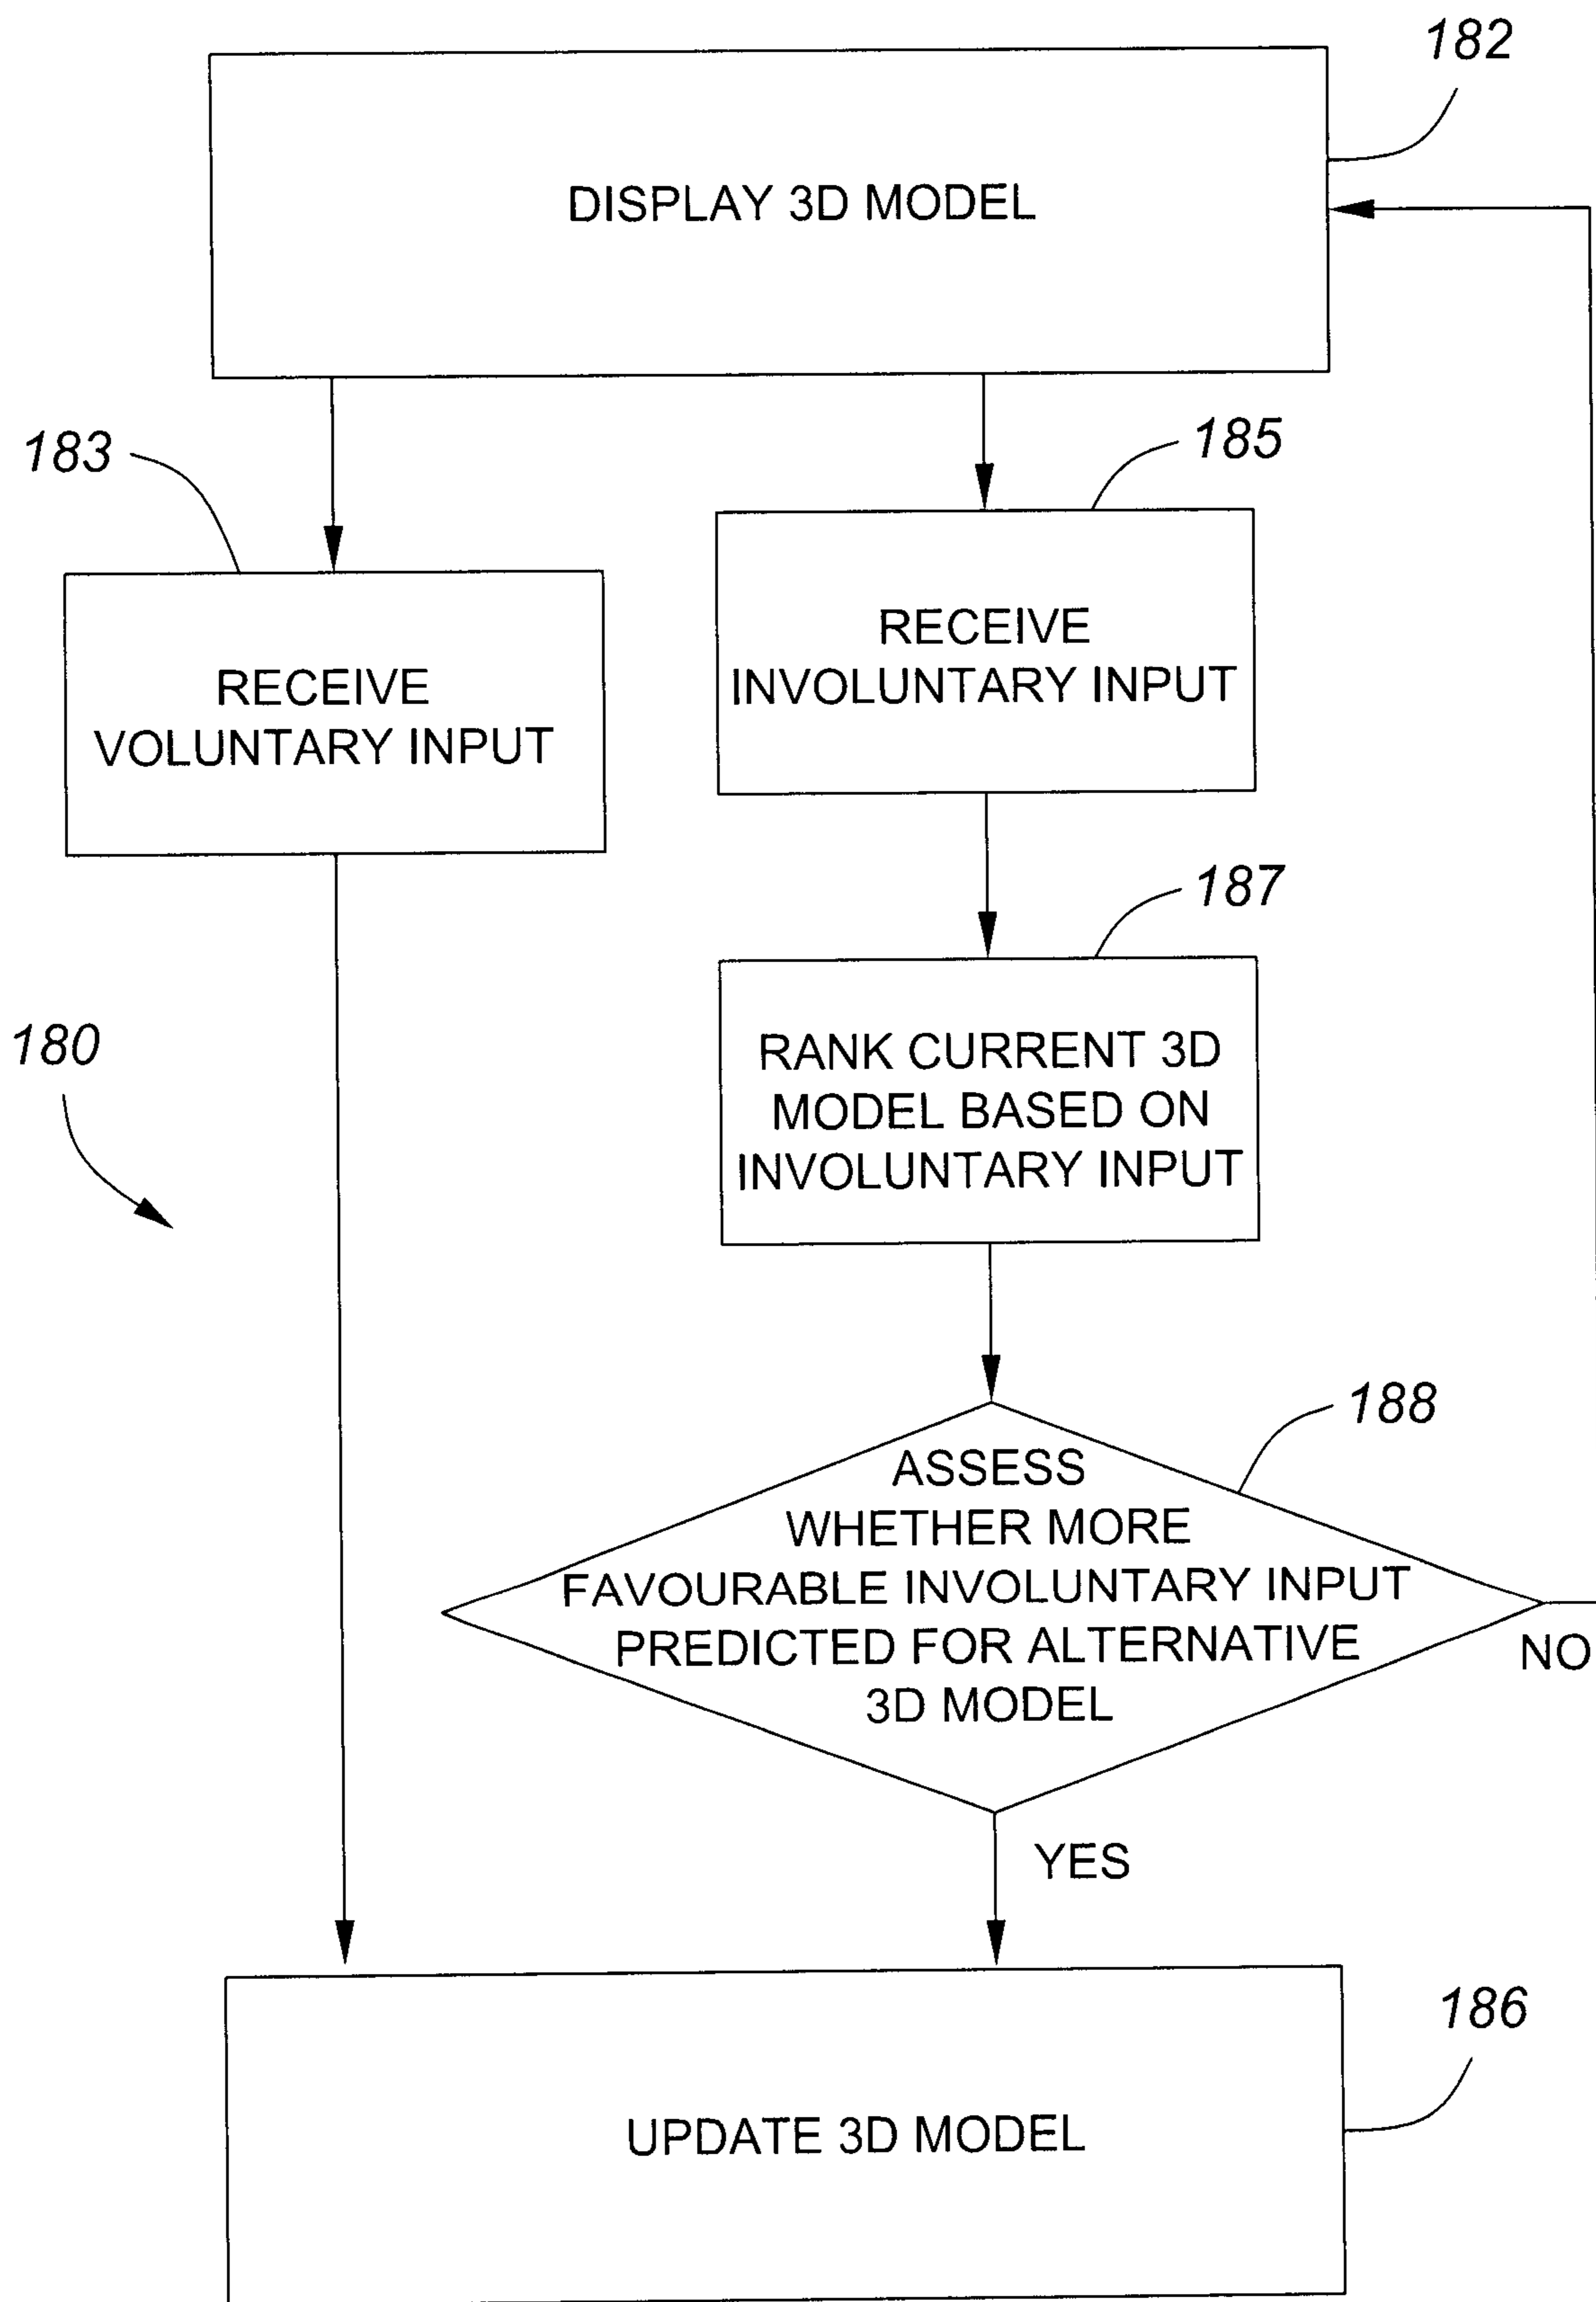 182
DISPLAY 3D MODEL
183
185
RECEIVE
VOLUNTARY INPUT
RECEIVE
INVOLUNTARY INPUT
187
180
RANK CURRENT 3D
MODEL BASED ON
INVOLUNTARY INPUT
188
ASSESS
WHETHER MORE
FAVOURABLE INVOLUNTARY INPUT
PREDICTED FOR ALTERNATIVE
3D MODEL
NO
YES
186
UPDATE 3D MODEL